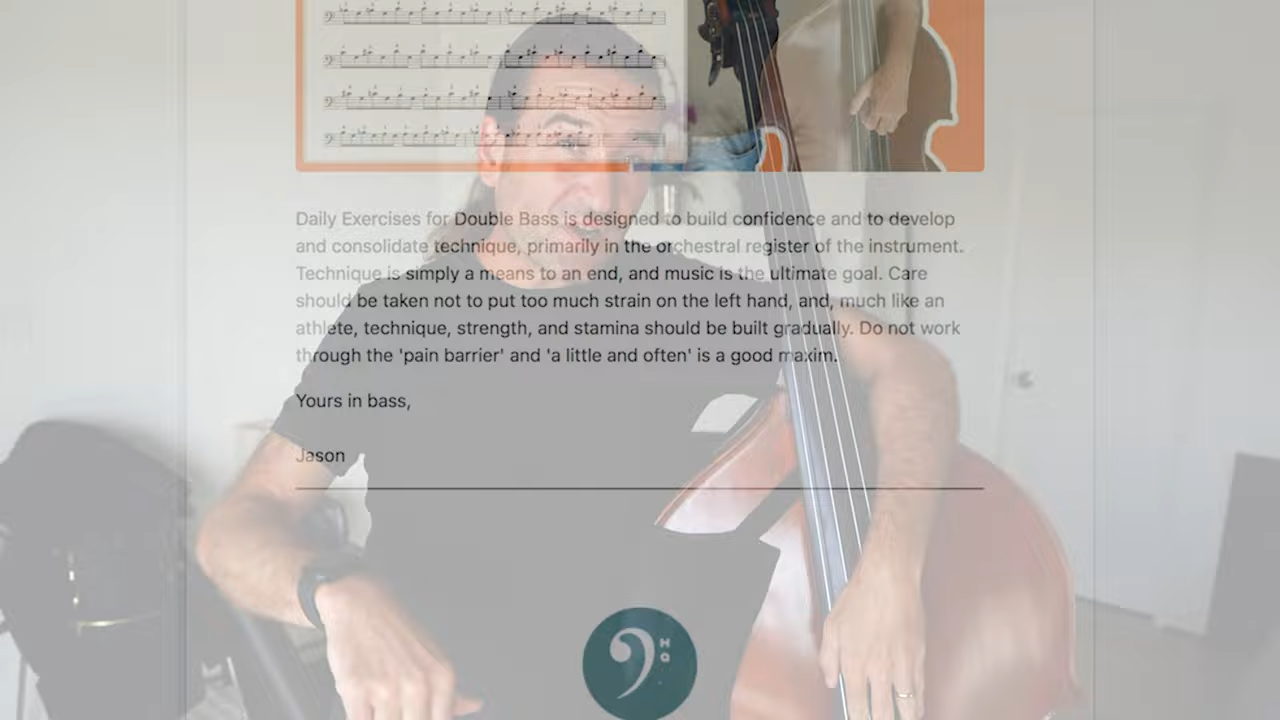 Daily Exercises for Double Bass is designed to build confidence and to develop
and consolidate technique, primarily in the orchestral register of the instrument.
Technique is simply a means to an end, and music is the ultimate goal. Care
should be taken not to put too much strain on the left hand, and, much like an
athlete, technique, strength, and stamina should be built gradually. Do not work
through the 'pain barrier' and 'a little and often' is a good maxim.
Yours in bass,
Jason
HQ